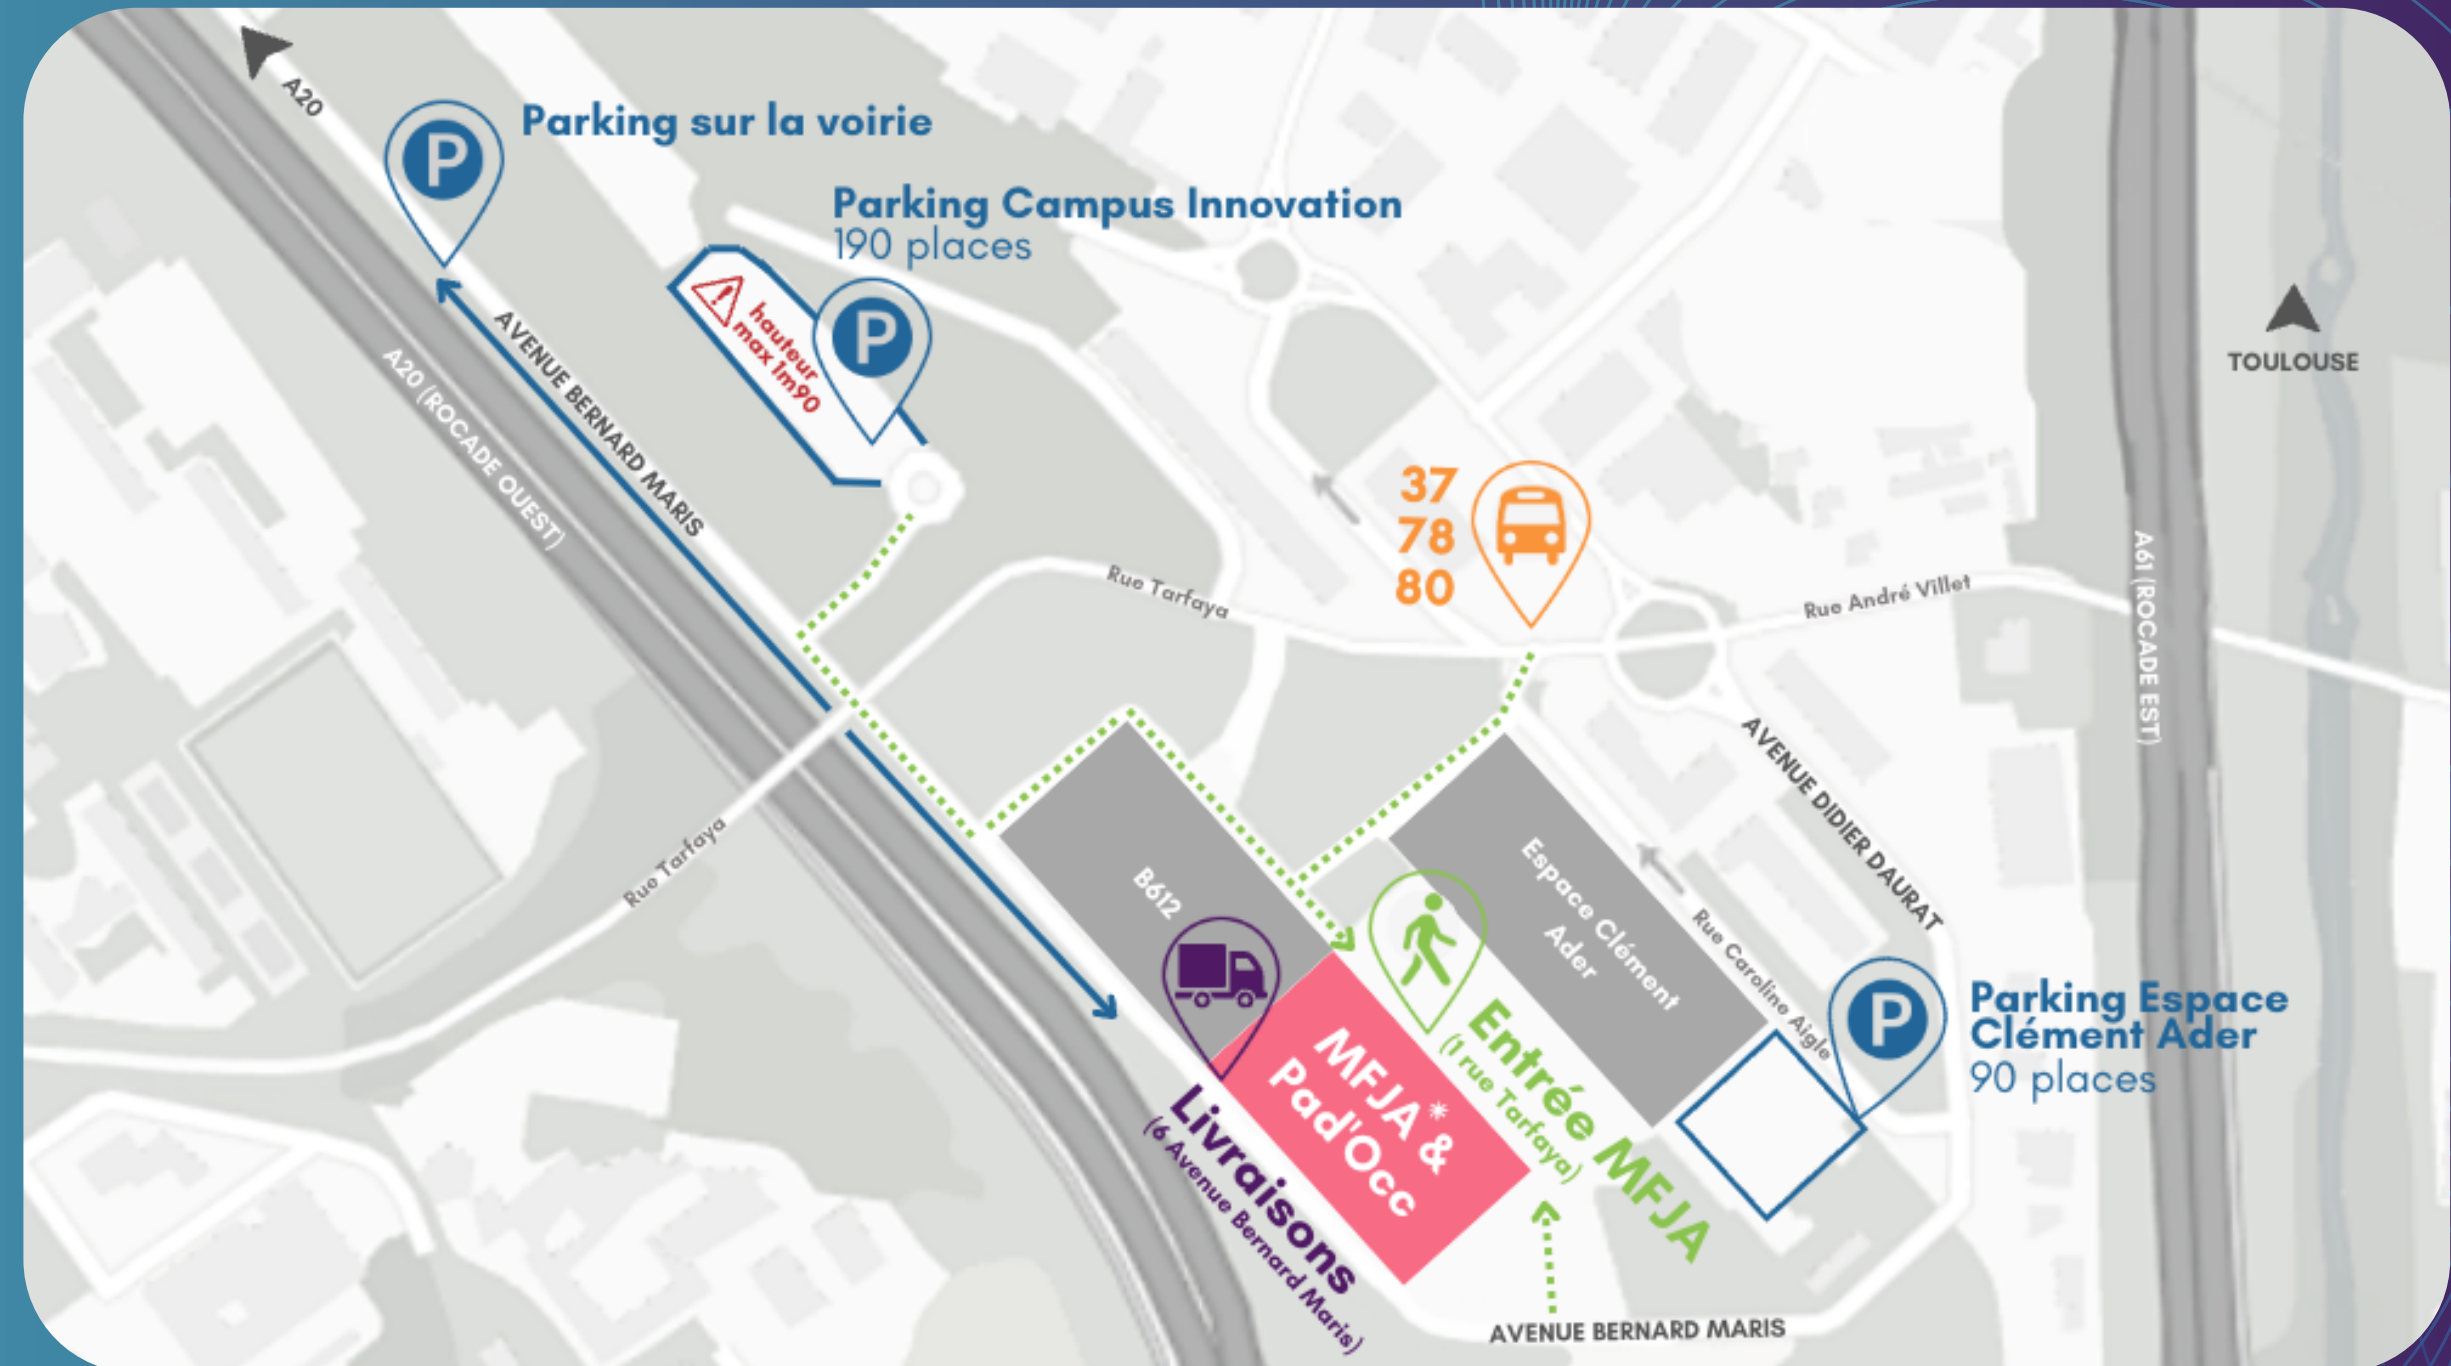 A20
P
Parking sur la voirie
Parking Campus Innovation
190 places
P
hauteur
max 1m90
AVENUE BERNARD MARIS
A20 (ROCADE OUEST)
TOULOUSE
37
78
80
Rue Tarfaya
Rue André Villet
A61 (ROCADE EST)
AVENUE DIDIER DAURAT
Rue Tarfaya
B612
Espace Clément
Ader
Rue Caroline Aigle
P
Parking Espace
Clément Ader
90 places
Entrée MFJA
(1 rue Tarfaya)
MFJA* &
Pad'Occ
Livraisons
(6 Avenue Bernard Maris)
AVENUE BERNARD MARIS